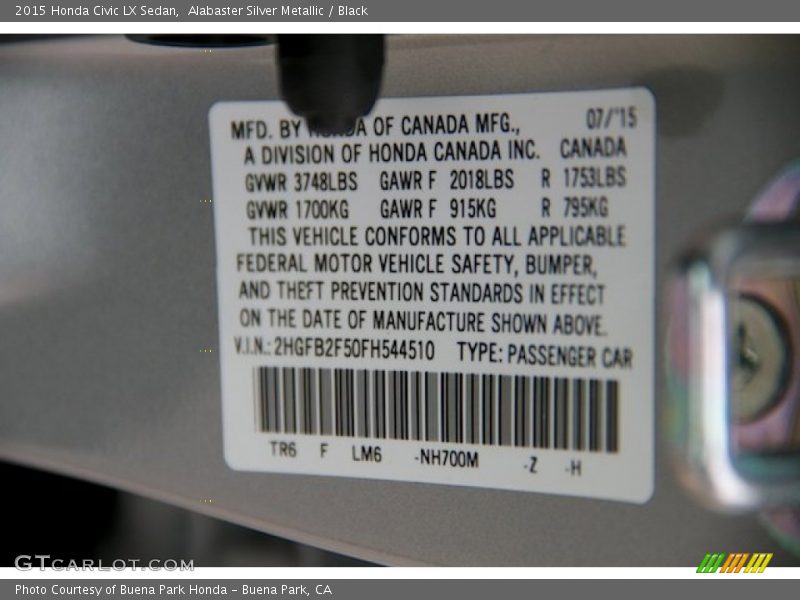 2015 Honda Civic LX Sedan,  Alabaster Silver Metallic / Black
MFD. BY HONDA OF CANADA MFG., 07/'15
A DIVISION OF HONDA CANADA INC. CANADA
GVWR 3748LBS GAWR F 2018LBS R 1753LBS
GVWR 1700KG GAWR F 915KG R 795KG
THIS VEHICLE CONFORMS TO ALL APPLICABLE
FEDERAL MOTOR VEHICLE SAFETY, BUMPER,
AND THEFT PREVENTION STANDARDS IN EFFECT
ON THE DATE OF MANUFACTURE SHOWN ABOVE.
V.I.N.: 2HGFB2F50FH544510 TYPE: PASSENGER CAR
TR6 F LM6 -NH700M -Z -H
GTCARLOT.COM
Photo Courtesy of Buena Park Honda – Buena Park, CA